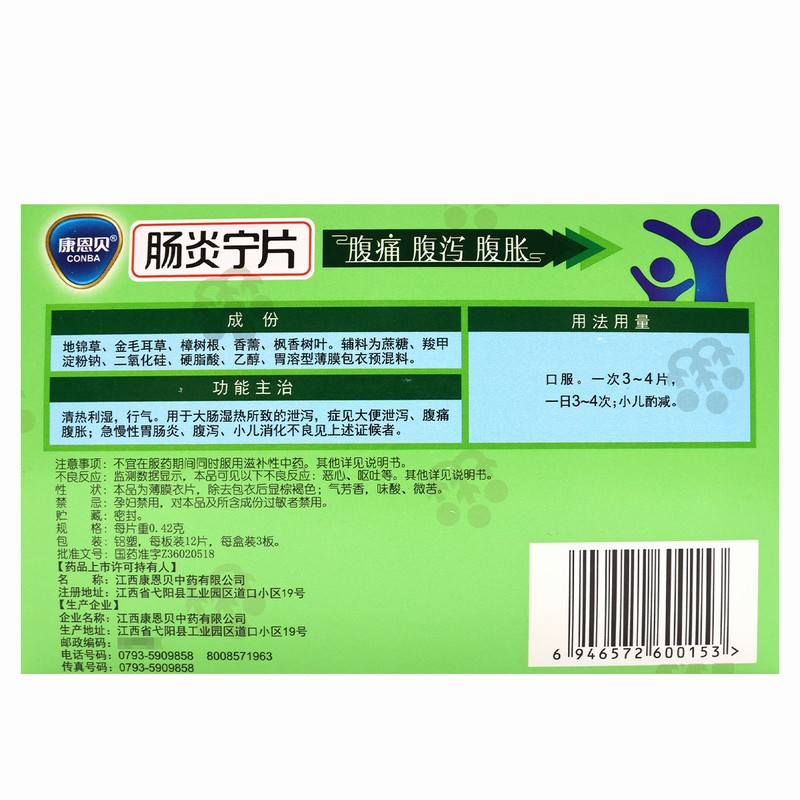 康恩贝®
CONBA
肠炎宁片
腹痛 腹泻 腹胀
成份
地锦草、金毛耳草、樟树根、香薷、枫香树叶。辅料为蔗糖、羧甲
淀粉钠、二氧化硅、硬脂酸、乙醇、胃溶型薄膜包衣预混料。
功能主治
清热利湿，行气。用于大肠湿热所致的泄泻，症见大便泄泻、腹痛
腹胀；急慢性胃肠炎、腹泻、小儿消化不良见上述证候者。
用法用量
口服。一次3~4片，
一日3~4次；小儿酌减。
注意事项：不宜在服药期间同时服用滋补性中药。其他详见说明书。
不良反应：监测数据显示，本品可见以下不良反应：恶心、呕吐等。其他详见说明书。
性 状：本品为薄膜衣片，除去包衣后显棕褐色；气芳香，味酸、微苦。
禁 忌：孕妇禁用，对本品及所含成份过敏者禁用。
贮 藏：密封。
规 格：每片重0.42克
包 装：铝塑，每板装12片，每盒装3板。
批准文号：国药准字Z36020518
【药品上市许可持有人】
名 称：江西康恩贝中药有限公司
注册地址：江西省弋阳县工业园区道口小区19号
【生产企业】
企业名称：江西康恩贝中药有限公司
生产地址：江西省弋阳县工业园区道口小区19号
邮政编码：
电话号码：0793-5909858 8008571963
传真号码：0793-5909858
6 946572 600153 >